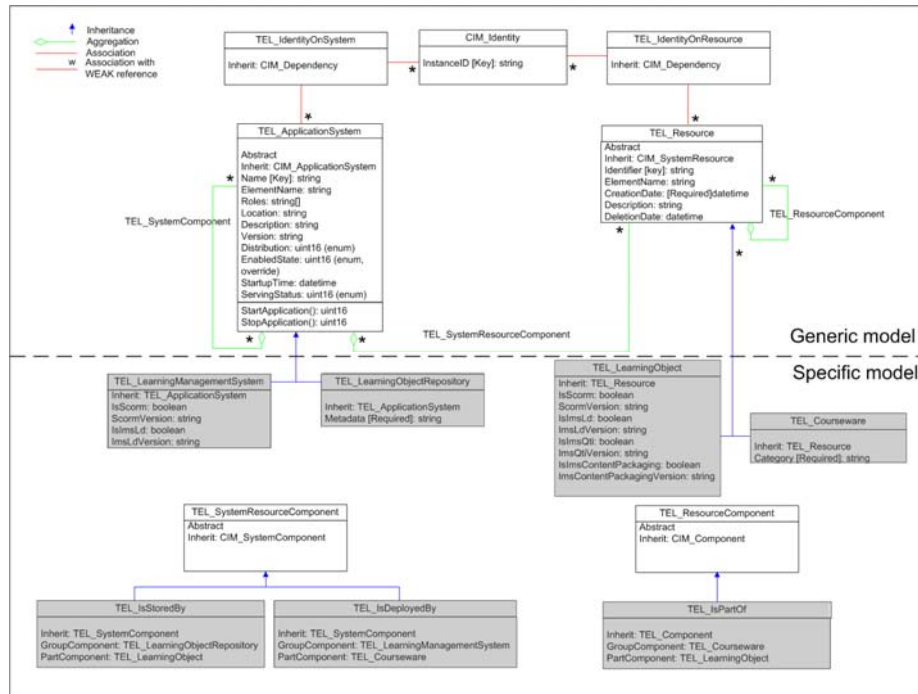 Inheritance
Aggregation
Association
w Association with
WEAK reference
TEL_IdentityOnSystem
Inherit: CIM_Dependency
CIM_Identity
InstanceID [Key]: string
TEL_IdentityOnResource
Inherit: CIM_Dependency
*
*
*
*
TEL_ApplicationSystem
Abstract
Inherit: CIM_ApplicationSystem
Name [Key]: string
ElementName: string
Roles: string[]
Location: string
Description: string
Version: string
Distribution: uint16 (enum)
EnabledState: uint16 (enum,
override)
StartupTime: datetime
ServingStatus: uint16 (enum)
StartApplication(): uint16
StopApplication(): uint16
*
TEL_SystemComponent
*
*
TEL_SystemResourceComponent
TEL_Resource
Abstract
Inherit: CIM_SystemResource
Identifier [key]: string
ElementName: string
CreationDate: [Required]datetime
Description: string
DeletionDate: datetime
*
TEL_ResourceComponent
*
*
Generic model
Specific model
TEL_LearningManagementSystem
Inherit: TEL_ApplicationSystem
IsScorm: boolean
ScormVersion: string
IsImsLd: boolean
ImsLdVersion: string
TEL_LearningObjectRepository
Inherit: TEL_ApplicationSystem
Metadata [Required]: string
TEL_LearningObject
Inherit: TEL_Resource
IsScorm: boolean
ScormVersion: string
IsImsLd: boolean
ImsLdVersion: string
IsImsQti: boolean
ImsQtiVersion: string
IsImsContentPackaging: boolean
ImsContentPackagingVersion: string
TEL_Courseware
Inherit: TEL_Resource
Category [Required]: string
TEL_SystemResourceComponent
Abstract
Inherit: CIM_SystemComponent
TEL_ResourceComponent
Abstract
Inherit: CIM_Component
TEL_IsStoredBy
Inherit: TEL_SystemComponent
GroupComponent: TEL_LearningObjectRepository
PartComponent: TEL_LearningObject
TEL_IsDeployedBy
Inherit: TEL_SystemComponent
GroupComponent: TEL_LearningManagementSystem
PartComponent: TEL_Courseware
TEL_IsPartOf
Inherit: TEL_Component
GroupComponent: TEL_Courseware
PartComponent: TEL_LearningObject